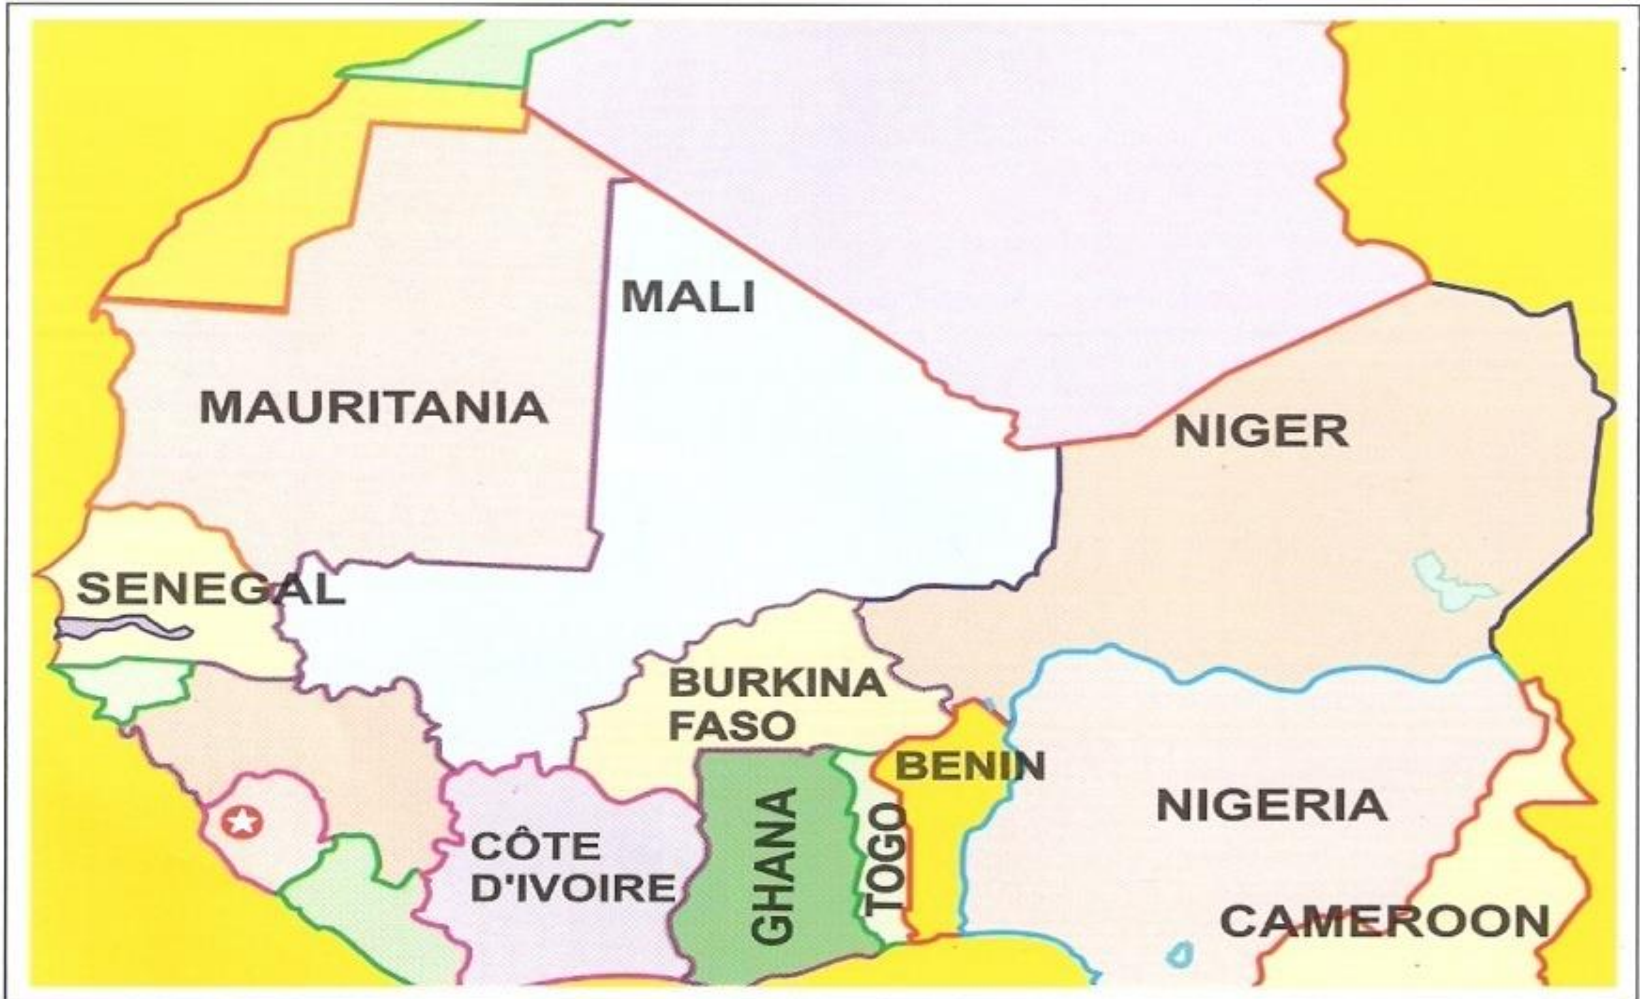 MALI
MAURITANIA
NIGER
SENEGAL
BURKINA
FASO
BENIN
NIGERIA
GHANA
TOGO
CÔTE
D'IVOIRE
CAMEROON